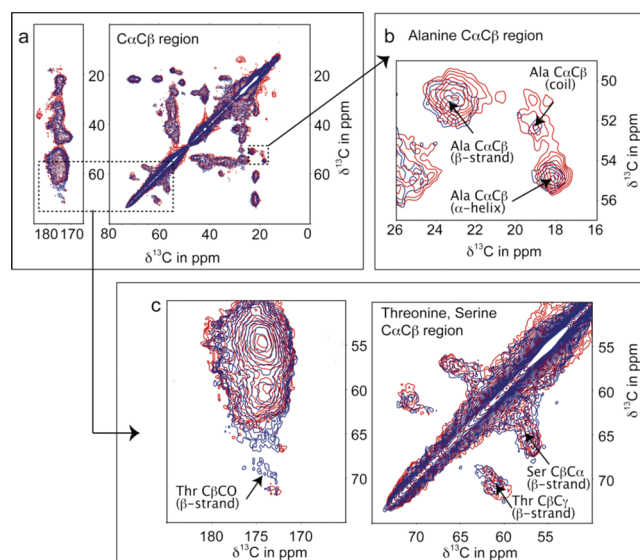 a
CαCβ region
20
40
60
20
40
60
δ¹³C in ppm
180 170
80 60 40 20 0
δ¹³C in ppm
b Alanine CαCβ region
Ala CαCβ
(coil)
Ala CαCβ
(β-strand)
Ala CαCβ
(α-helix)
50
52
54
56
26 23 20 18 16
δ¹³C in ppm
c
Threonine, Serine
CαCβ region
Thr CβCO
(β-strand)
Ser CβCα
(β-strand)
Thr CβCγ
(β-strand)
55
60
65
70
55
60
65
70
δ¹³C in ppm
180 175 170
δ¹³C in ppm
70 60 50
δ¹³C in ppm